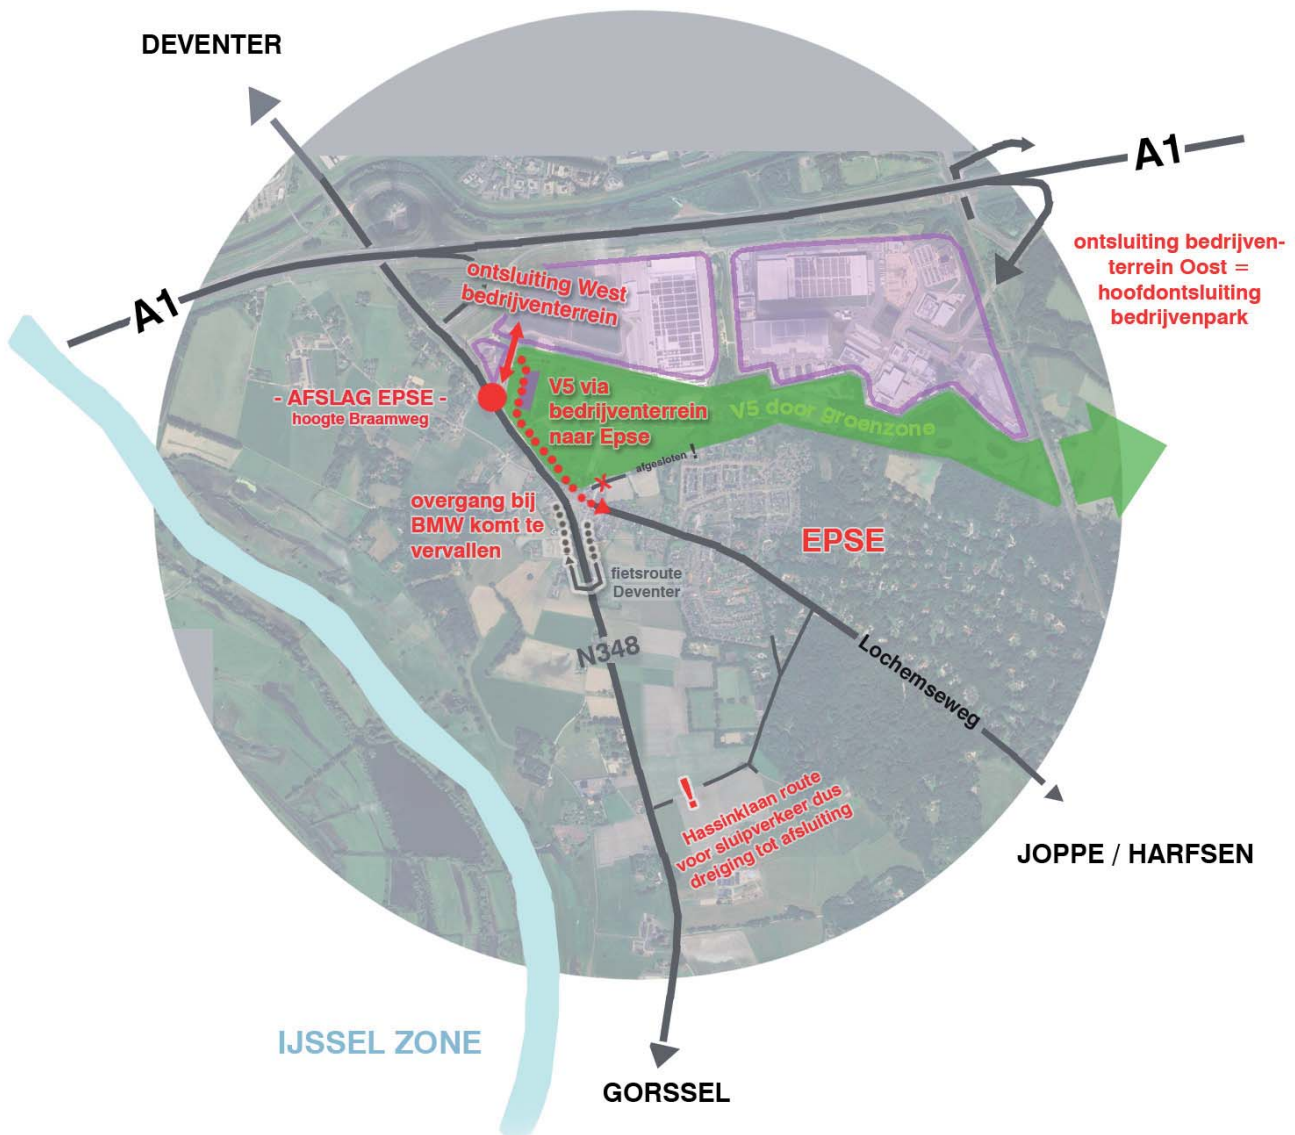 DEVENTER
A1
ontsluiting bedrijven-
terrein Oost =
hoofdontsluiting
bedrijvenpark
ontsluiting West
bedrijventerrein
A1
- AFSLAG EPSE -
hoogte Braamweg
V5 via
bedrijventerrein
naar Epse
V5 door groenzone
afgesloten !
overgang bij
BMW komt te
vervallen
EPSE
fietsroute
Deventer
N348
Lochemseweg
!
Hassinklaan route
voor sluipverkeer dus
dreiging tot afsluiting
JOPPE / HARFSEN
IJSSEL ZONE
GORSSEL